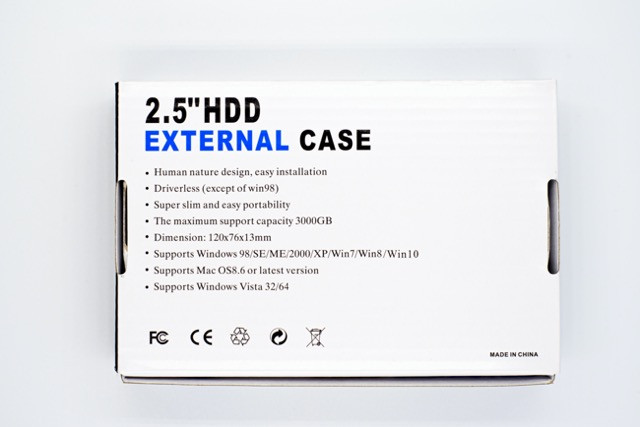 2.5"HDD
EXTERNAL CASE
• Human nature design, easy installation
• Driverless (except of win98)
• Super slim and easy portability
• The maximum support capacity 3000GB
• Dimension: 120x76x13mm
• Supports Windows 98/SE/ME/2000/XP/Win7/Win8/Win10
• Supports Mac OS8.6 or latest version
• Supports Windows Vista 32/64
FC CE
MADE IN CHINA